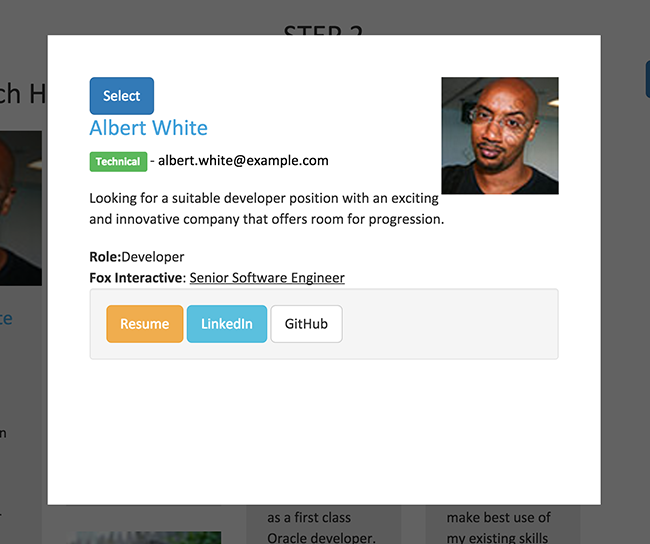 STEP 2
ch H
Select
Albert White
Technical - albert.white@example.com
Looking for a suitable developer position with an exciting
and innovative company that offers room for progression.
Role:Developer
Fox Interactive: Senior Software Engineer
Resume LinkedIn GitHub
ce
n
as a first class
Oracle developer.
make best use of
my existing skills